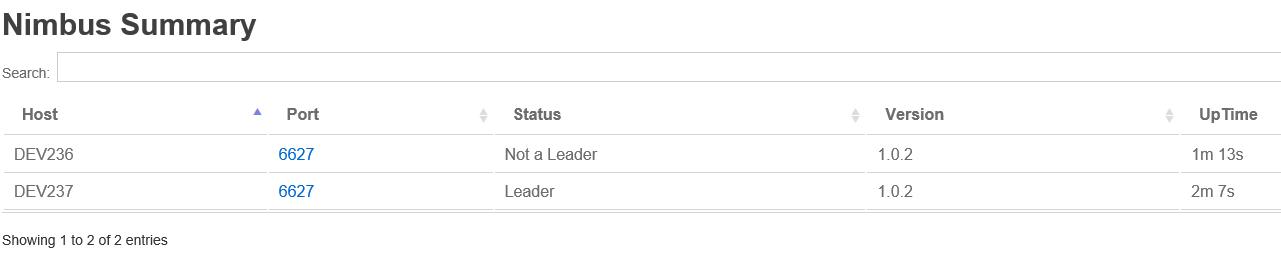 Nimbus Summary
Search:
Host Port Status Version UpTime
DEV236 6627 Not a Leader 1.0.2 1m 13s
DEV237 6627 Leader 1.0.2 2m 7s
Showing 1 to 2 of 2 entries